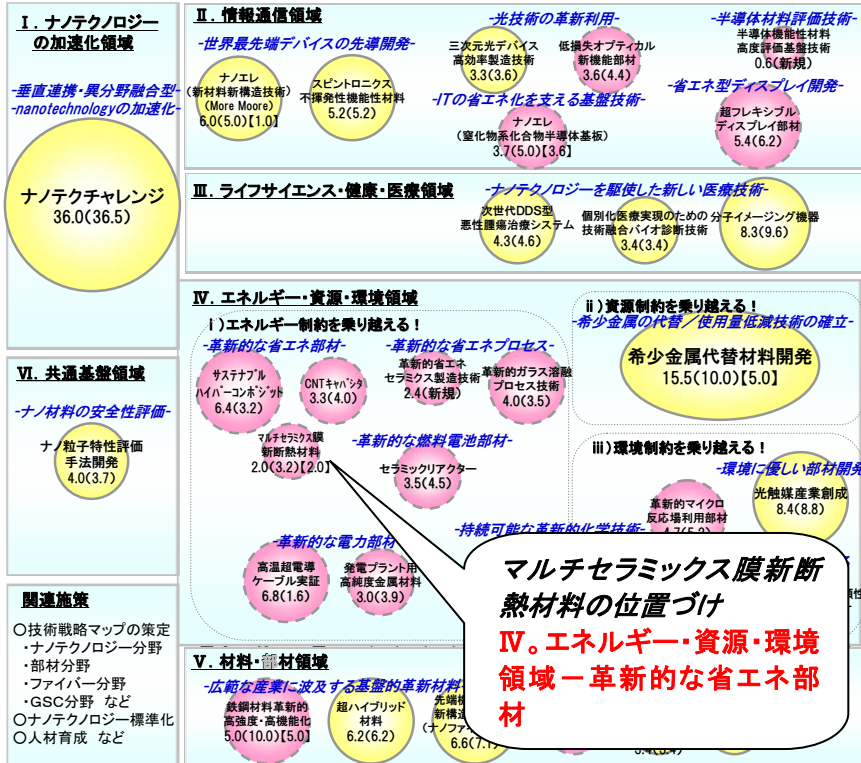 Ⅰ. ナノテクノロジー
の加速化領域
-垂直連携・異分野融合型-
-nanotechnologyの加速化-
ナノテクチャレンジ
36.0(36.5)
Ⅱ. 情報通信領域
-世界最先端デバイスの先導開発-
ナノエレ
(新材料新構造技術)
(More Moore)
6.0(5.0)【1.0】
スピントロニクス
不揮発性機能性材料
5.2(5.2)
-光技術の革新利用-
三次元光デバイス
高効率製造技術
3.3(3.6)
低損失オプティカル
新機能部材
3.6(4.4)
-ITの省エネ化を支える基盤技術-
ナノエレ
(窒化物系化合物半導体基板)
3.7(5.0)【3.6】
-半導体材料評価技術-
半導体機能性材料
高度評価基盤技術
0.6(新規)
-省エネ型ディスプレイ開発-
超フレキシブル
ディスプレイ部材
5.4(6.2)
Ⅲ. ライフサイエンス・健康・医療領域
-ナノテクノロジーを駆使した新しい医療技術-
次世代DDS型
悪性腫瘍治療システム
4.3(4.6)
個別化医療実現のための
技術融合バイオ診断技術
3.4(3.4)
分子イメージング機器
8.3(9.6)
Ⅳ. エネルギー・資源・環境領域
ⅰ)エネルギー制約を乗り越える!
-革新的な省エネ部材-
サステナブル
ハイパーコンポジッド
6.4(3.2)
CNTキャパシタ
3.3(4.0)
マルチセラミクス膜
新断熱材料
2.0(3.2)【2.0】
-革新的な省エネプロセス-
革新的省エネ
セラミクス製造技術
2.4(新規)
革新的ガラス溶融
プロセス技術
4.0(3.5)
-革新的な燃料電池部材-
セラミックリアクター
3.5(4.5)
-革新的な電力部材
高温超電導
ケーブル実証
6.8(1.6)
発電プラント用
高純度金属材料
3.0(3.9)
-持続可能な革新的化学技術-
ⅱ)資源制約を乗り越える!
-希少金属の代替/使用量低減技術の確立-
希少金属代替材料開発
15.5(10.0)【5.0】
ⅲ)環境制約を乗り越える!
-環境に優しい部材開発
光触媒産業創成
8.4(8.8)
革新的マイクロ
反応場利用部材
マルチセラミックス膜新断
熱材料の位置づけ
Ⅳ。エネルギー・資源・環境
領域-革新的な省エネ部
材
Ⅵ. 共通基盤領域
-ナノ材料の安全性評価-
ナノ粒子特性評価
手法開発
4.0(3.7)
関連施策
○技術戦略マップの策定
・ナノテクノロジー分野
・部材分野
・ファイバー分野
・GSC分野 など
○ナノテクノロジー標準化
○人材育成 など
Ⅴ. 材料・部材領域
-広範な産業に波及する基盤的革新材料
鉄鋼材料革新的
高強度・高機能化
5.0(10.0)【5.0】
超ハイブリッド
材料
6.2(6.2)
先端機
新構造
(ナノファイ
6.6(7.1)